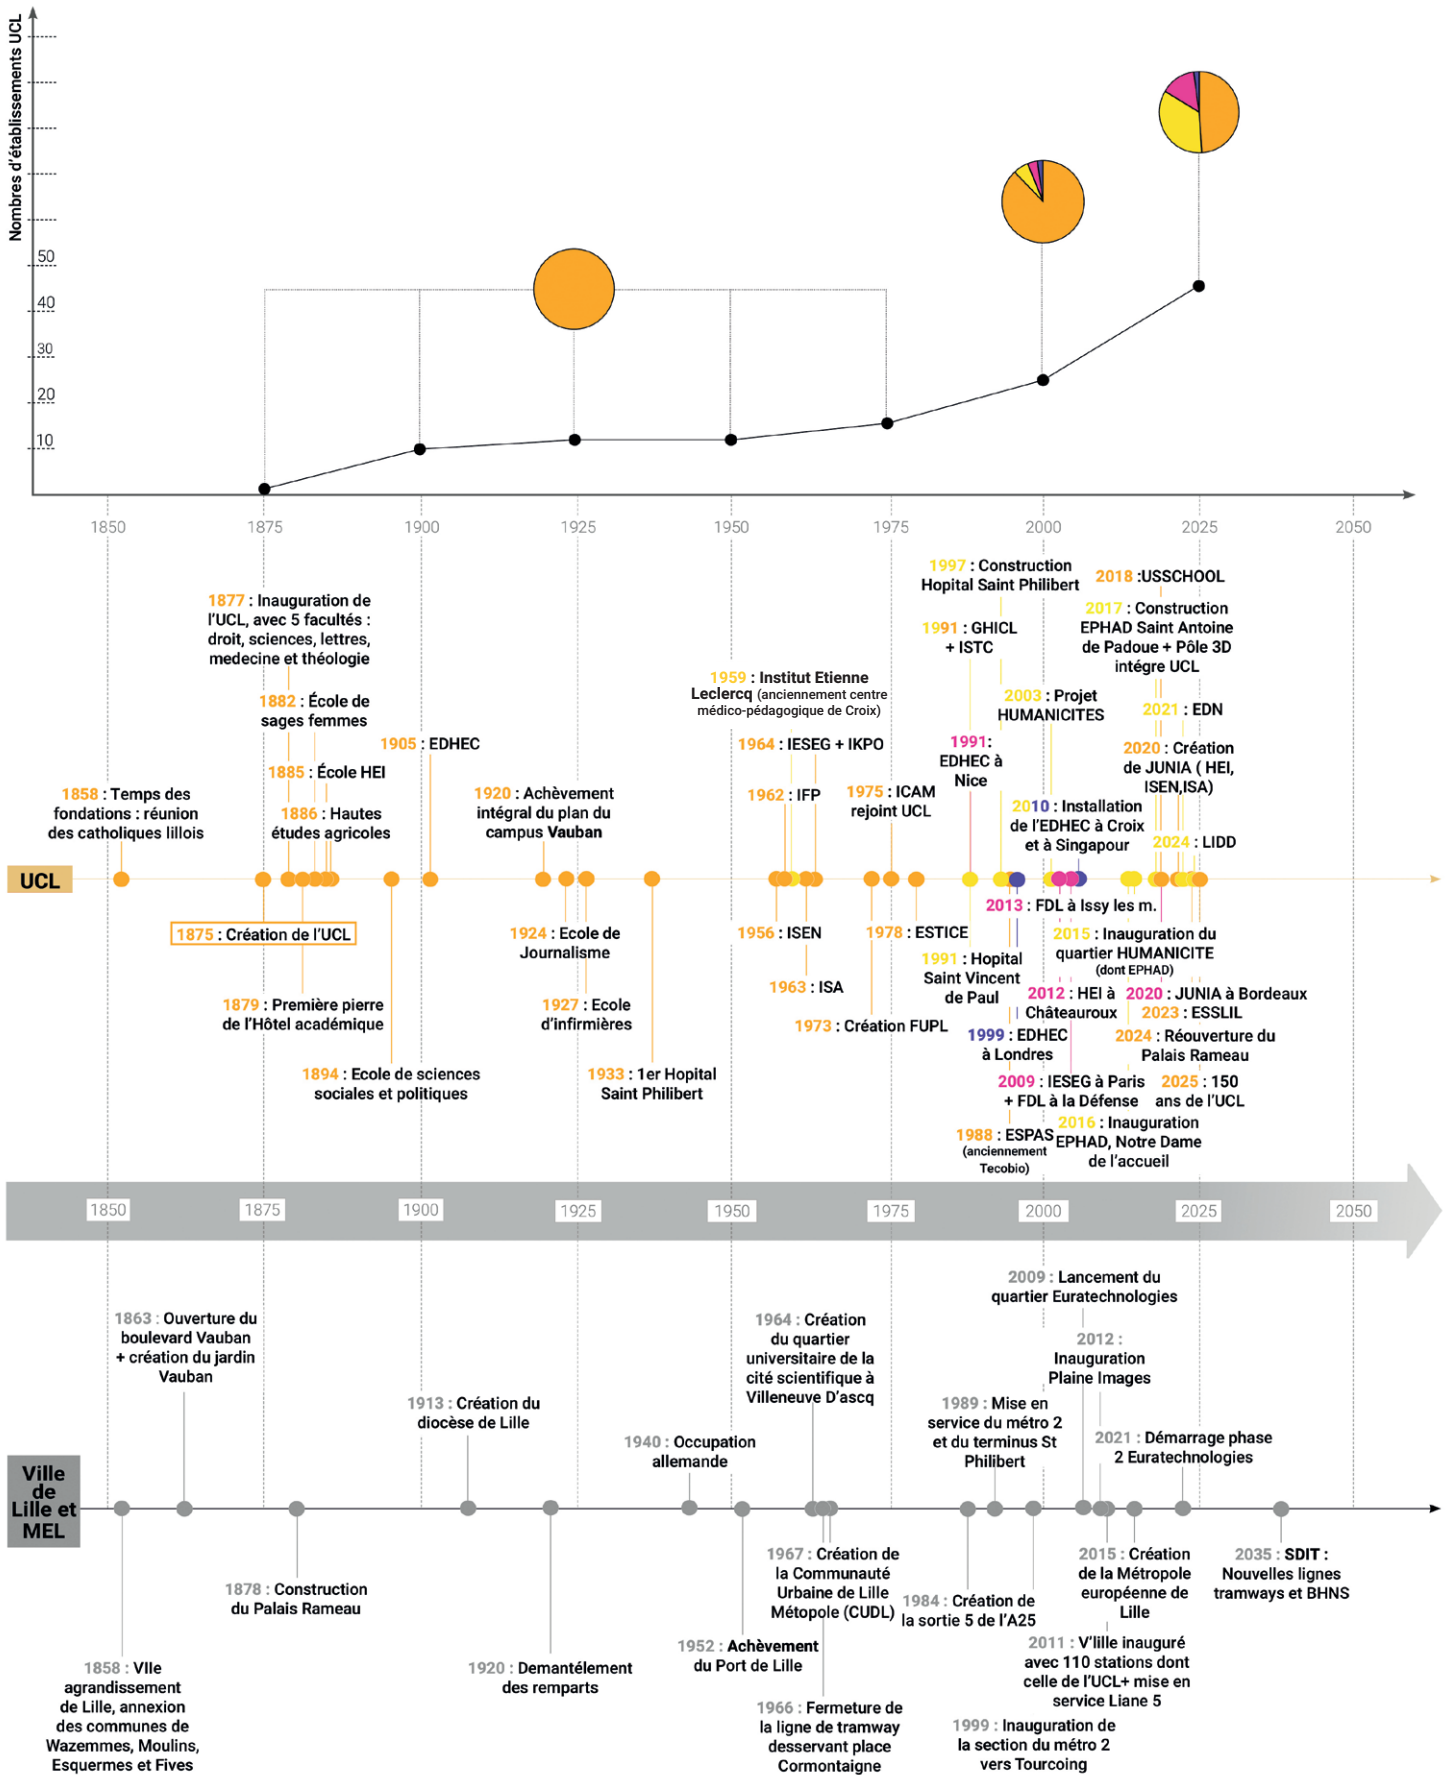 Nombres d'établissements UCL
50
40
30
20
10
1850
1875
1900
1925
1950
1975
2000
2025
2050
1997 : Construction
Hopital Saint Philibert
2018 :USSCHOOL
1877 : Inauguration de
l'UCL, avec 5 facultés :
droit, sciences, lettres,
medecine et théologie
2017 : Construction
EPHAD Saint Antoine
de Padoue + Pôle 3D
intégre UCL
1991 : GHICL
+ ISTC
1959 : Institut Etienne
Leclercq (anciennement centre
médico-pédagogique de Croix)
1882 : École de
sages femmes
2003 : Projet
HUMANICITES
2021 : EDN
1905 : EDHEC
1964 : IESEG + IKPO
1991:
EDHEC à
Nice
2020 : Création
de JUNIA ( HEI,
ISEN,ISA)
1885 : École HEI
1858 : Temps des
fondations : réunion
des catholiques lillois
1886 : Hautes
études agricoles
1920 : Achèvement
intégral du plan du
campus Vauban
1962 : IFP
1975 : ICAM
rejoint UCL
2010 : Installation
de l'EDHEC à Croix
et à Singapour
2024 : LIDD
UCL
2013 : FDL à Issy les m.
1875 : Création de l'UCL
1924 : Ecole de
Journalisme
1956 : ISEN
1978 : ESTICE
2015 : Inauguration du
quartier HUMANICITE
(dont EPHAD)
1991 : Hopital
Saint Vincent
de Paul
1963 : ISA
1879 : Première pierre
de l'Hôtel académique
1927 : Ecole
d'infirmières
1973 : Création FUPL
2012 : HEI à
Châteauroux
2020 : JUNIA à Bordeaux
2023 : ESSLIL
1999 : EDHEC
à Londres
2024 : Réouverture du
Palais Rameau
1894 : Ecole de sciences
sociales et politiques
1933 : 1er Hopital
Saint Philibert
2009 : IESEG à Paris
+ FDL à la Défense
2025 : 150
ans de l'UCL
1988 : ESPAS
(anciennement
Tecobio)
2016 : Inauguration
EPHAD, Notre Dame
de l'accueil
1850
1875
1900
1925
1950
1975
2000
2025
2050
2009 : Lancement du
quartier Euratechnologies
1863 : Ouverture du
boulevard Vauban
+ création du jardin
Vauban
1964 : Création
du quartier
universitaire de la
cité scientifique à
Villeneuve D'ascq
2012 :
Inauguration
Plaine Images
1913 : Création du
diocèse de Lille
1989 : Mise en
service du métro 2
et du terminus St
Philibert
1940 : Occupation
allemande
2021 : Démarrage phase
2 Euratechnologies
Ville
de
Lille et
MEL
1967 : Création de
la Communauté
Urbaine de Lille
Métopole (CUDL)
2015 : Création
de la Métropole
européenne de
Lille
2035 : SDIT :
Nouvelles lignes
tramways et BHNS
1878 : Construction
du Palais Rameau
1984 : Création de
la sortie 5 de l'A25
1952 : Achèvement
du Port de Lille
2011 : V'lille inauguré
avec 110 stations dont
celle de l'UCL+ mise en
service Liane 5
1858 : VIIe
agrandissement
de Lille, annexion
des communes de
Wazemmes, Moulins,
Esquermes et Fives
1920 : Demantélement
des remparts
1966 : Fermeture de
la ligne de tramway
desservant place
Cormontaigne
1999 : Inauguration de
la section du métro 2
vers Tourcoing